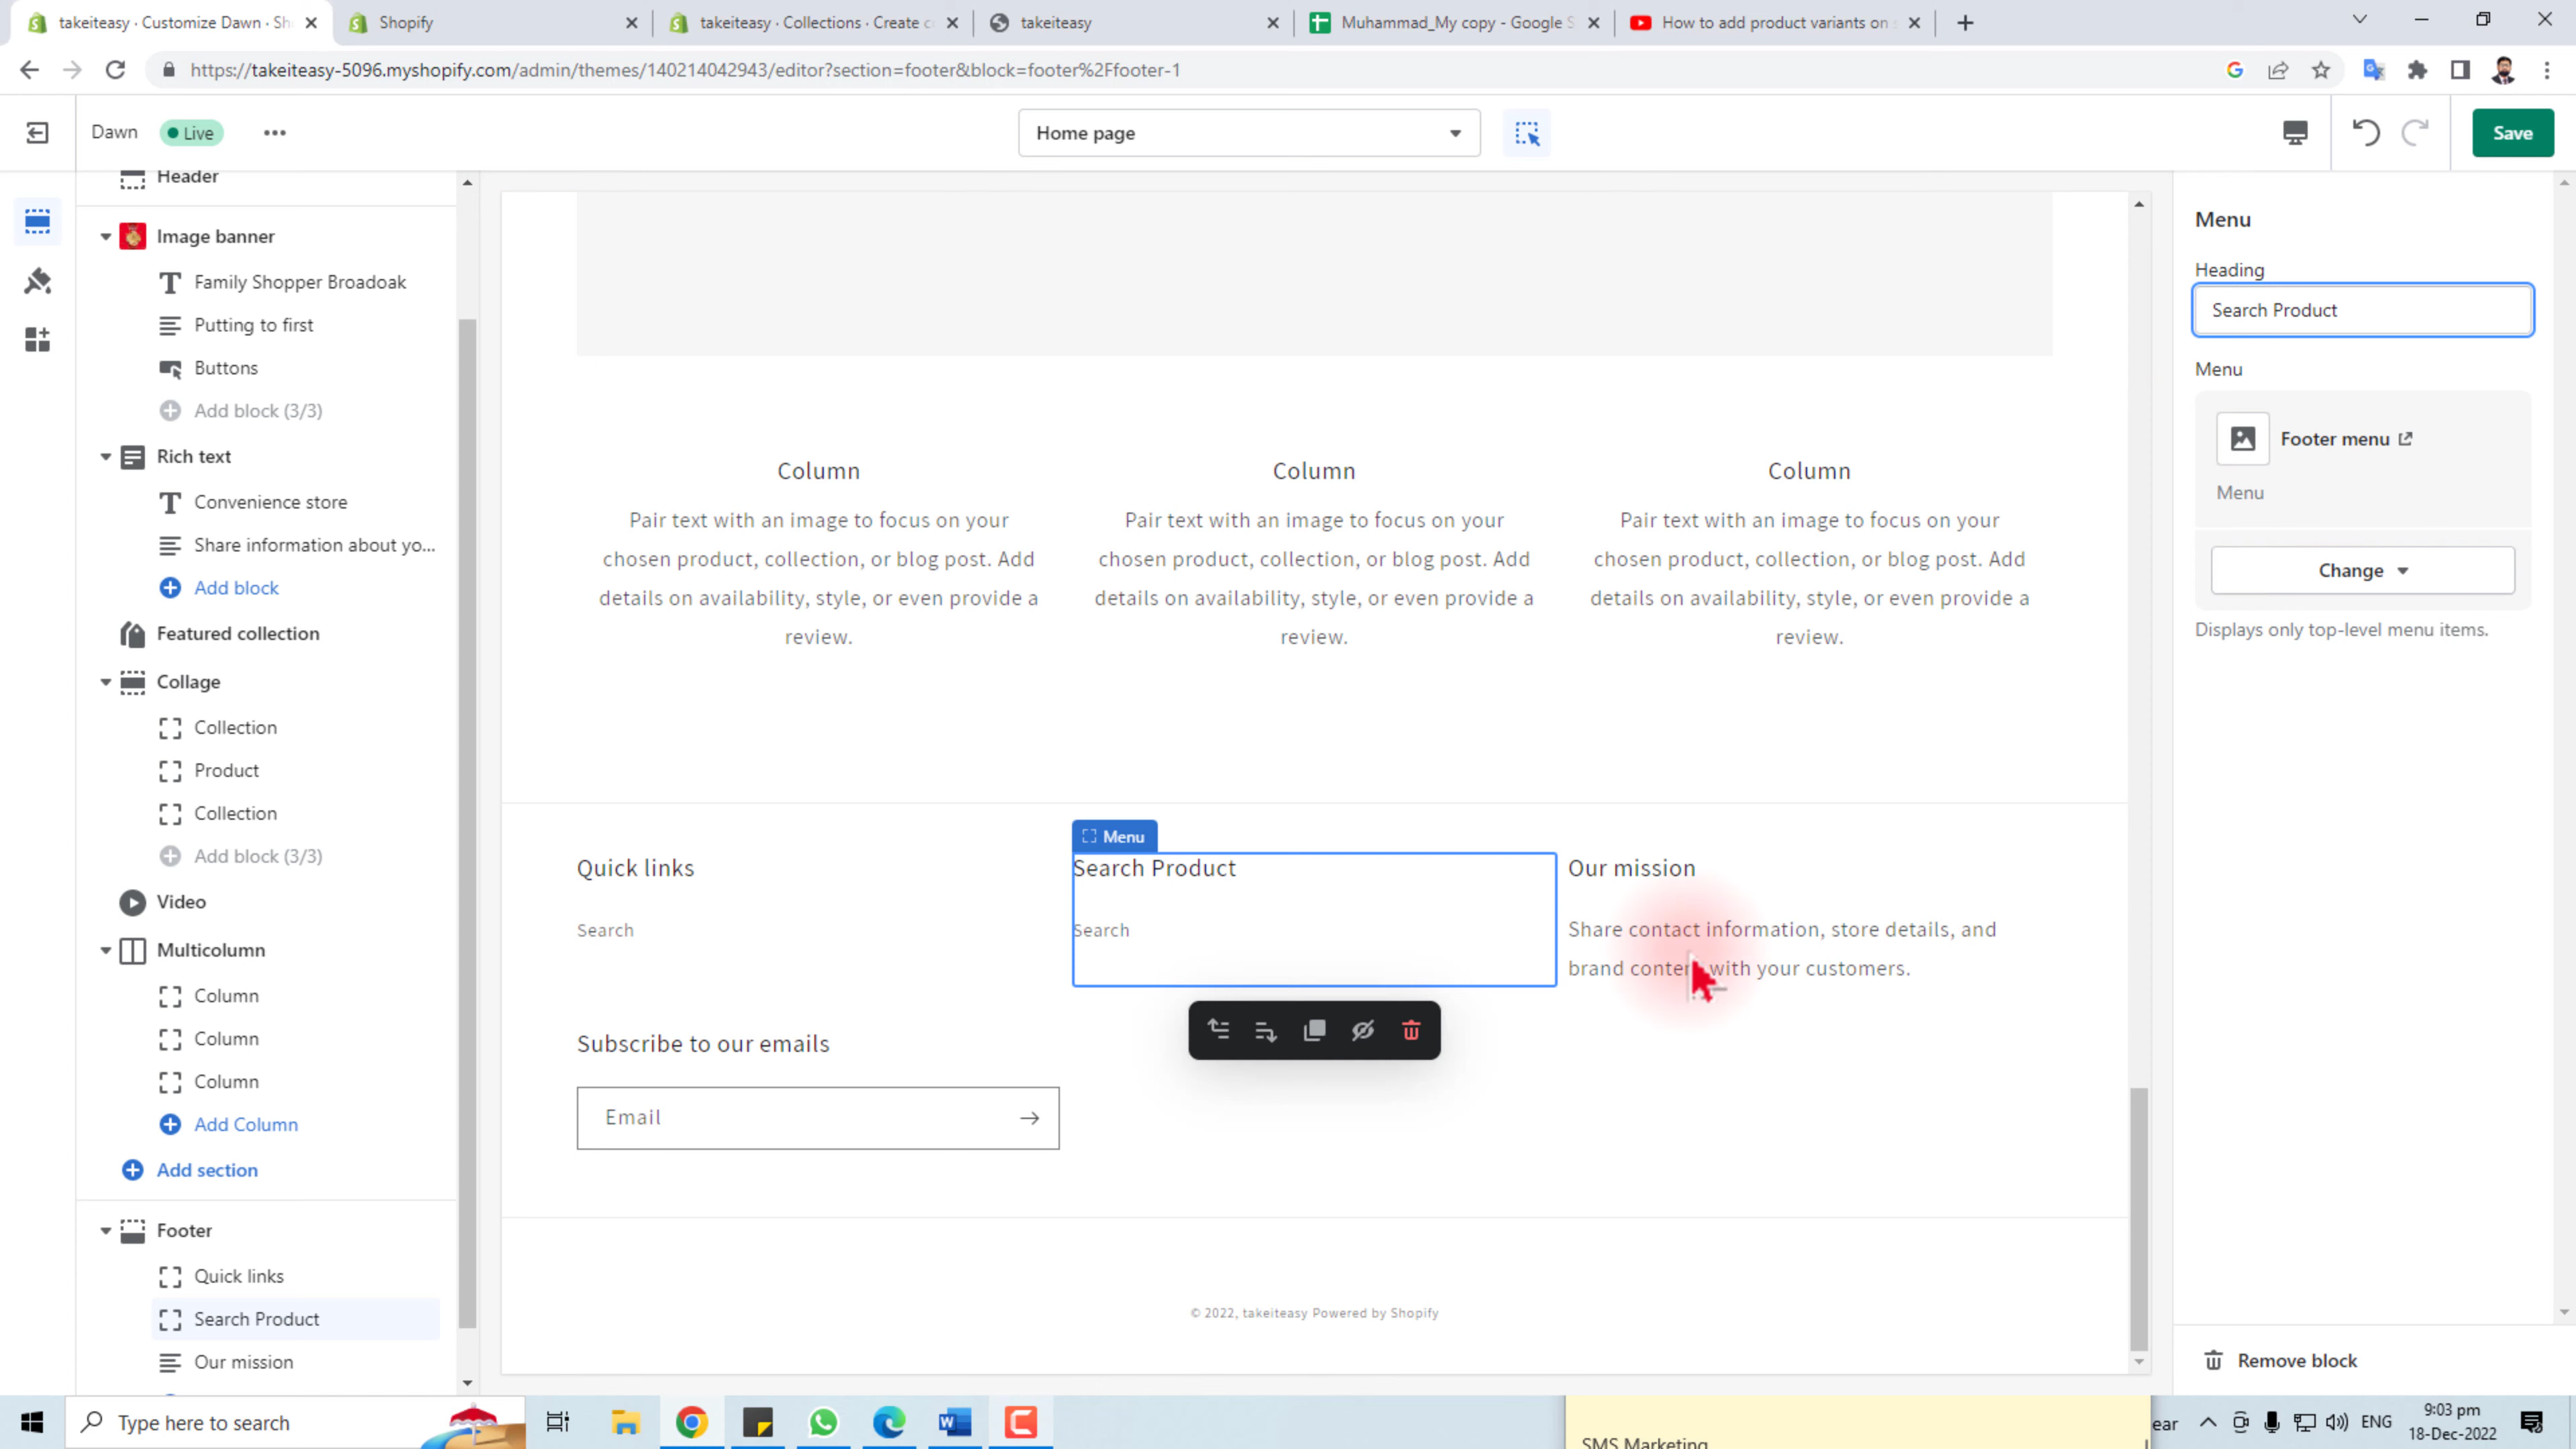 takeiteasy · Customize Dawn · Sh
Shopify
takeiteasy · Collections · Create c
takeiteasy
Muhammad_My copy - Google S
How to add product variants on s
https://takeiteasy-5096.myshopify.com/admin/themes/140214042943/editor?section=footer&block=footer%2Ffooter-1
Dawn
Live
Home page
Save
Header
Image banner
Family Shopper Broadoak
Putting to first
Buttons
Add block (3/3)
Rich text
Convenience store
Share information about yo...
Add block
Featured collection
Collage
Collection
Product
Collection
Add block (3/3)
Video
Multicolumn
Column
Column
Column
Add Column
Add section
Footer
Quick links
Search Product
Our mission
Column
Pair text with an image to focus on your
chosen product, collection, or blog post. Add
details on availability, style, or even provide a
review.
Column
Pair text with an image to focus on your
chosen product, collection, or blog post. Add
details on availability, style, or even provide a
review.
Column
Pair text with an image to focus on your
chosen product, collection, or blog post. Add
details on availability, style, or even provide a
review.
Quick links
Search
Menu
Search Product
Search
Our mission
Share contact information, store details, and
brand content with your customers.
Subscribe to our emails
Email
© 2022, takeiteasy Powered by Shopify
Menu
Heading
Search Product
Menu
Footer menu
Menu
Change
Displays only top-level menu items.
Remove block
Type here to search
SMS Marketing
ear
ENG
9:03 pm
18-Dec-2022